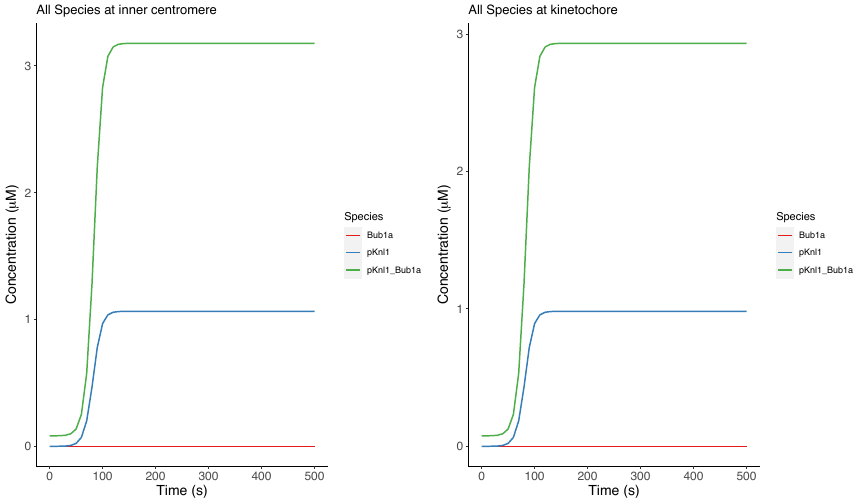 All Species at inner centromere
Concentration (μM)
3
2
1
0
0 100 200 300 400 500
Time (s)
Species
Bub1a
pKnl1
pKnl1_Bub1a
All Species at kinetochore
Concentration (μM)
3
2
1
0
0 100 200 300 400 500
Time (s)
Species
Bub1a
pKnl1
pKnl1_Bub1a